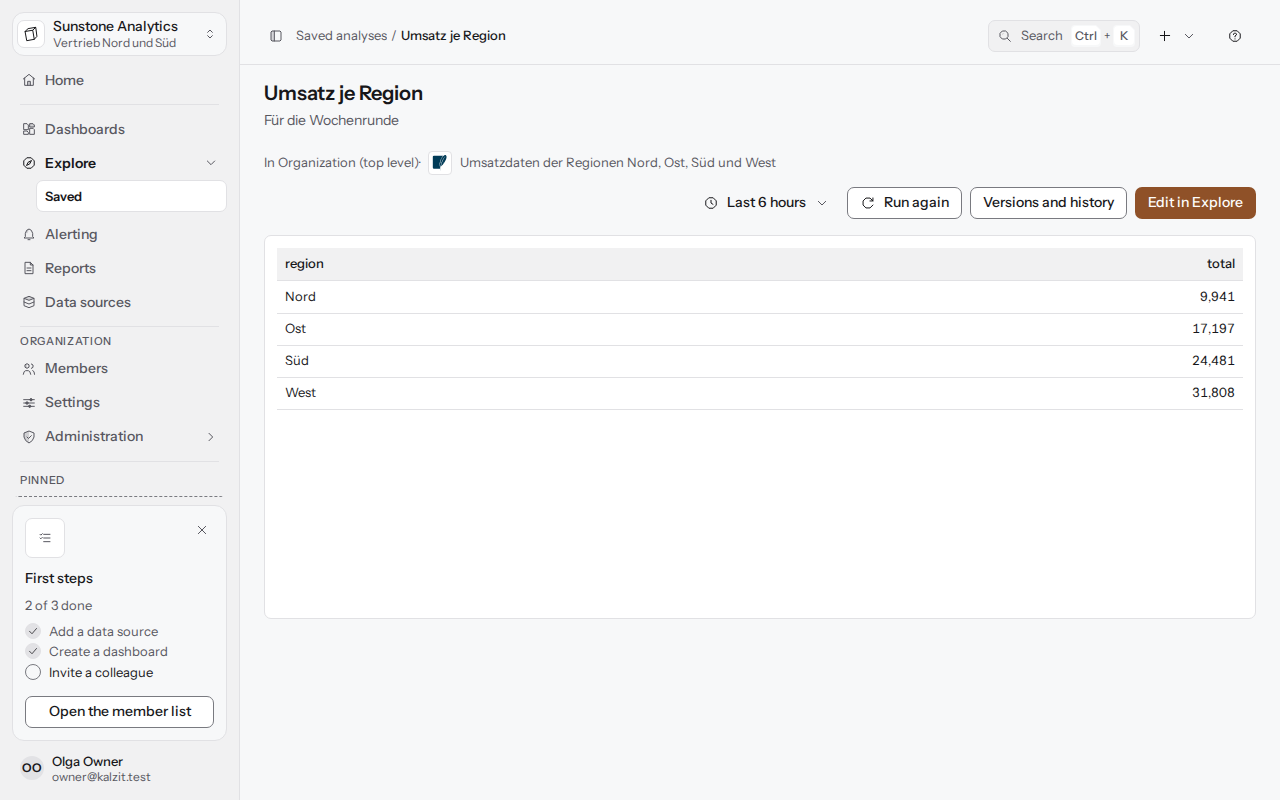 Sunstone Analytics
Vertrieb Nord und Süd
Home
Dashboards
Explore
Saved
Alerting
Reports
Data sources
ORGANIZATION
Members
Settings
Administration
PINNED
First steps
2 of 3 done
Add a data source
Create a dashboard
Invite a colleague
Open the member list
OO Olga Owner
owner@kalzit.test
Saved analyses / Umsatz je Region
Search Ctrl + K
Umsatz je Region
Für die Wochenrunde
In Organization (top level)· Umsatzdaten der Regionen Nord, Ost, Süd und West
Last 6 hours Run again Versions and history Edit in Explore
region total
Nord 9,941
Ost 17,197
Süd 24,481
West 31,808